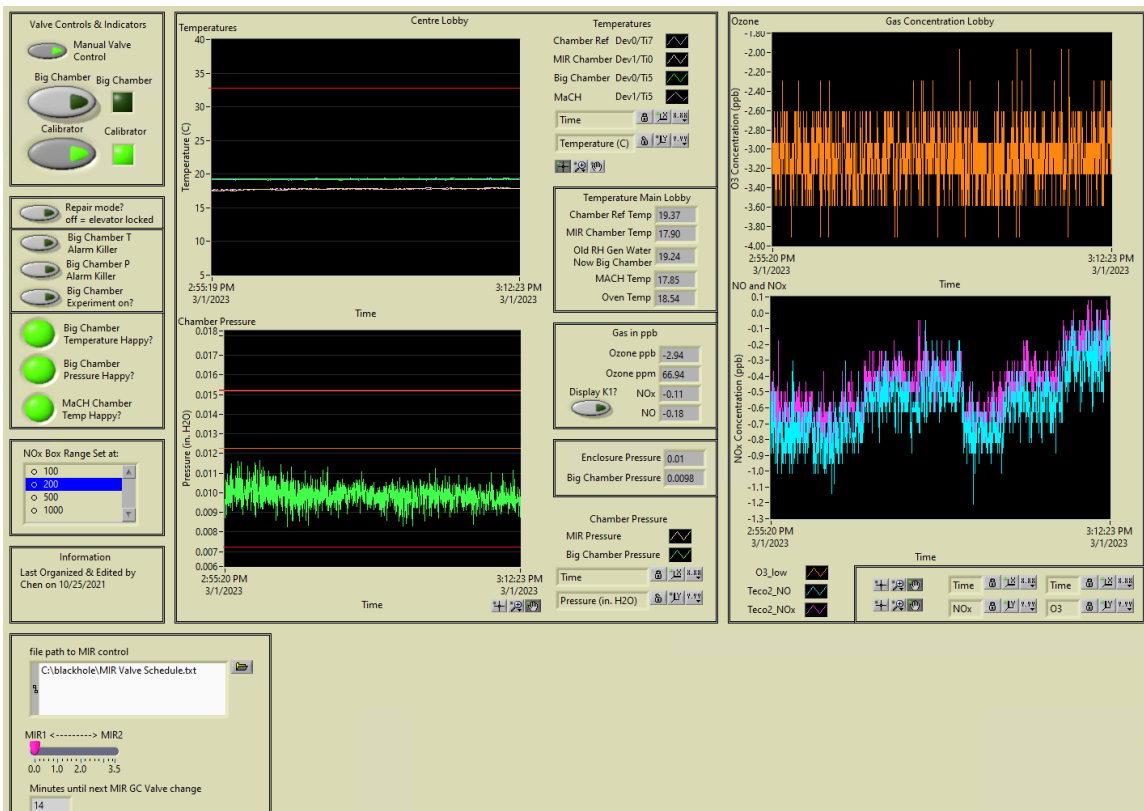 Valve Controls & Indicators
Manual Valve
Control
Big Chamber
Big Chamber
Calibrator
Calibrator
Repair mode?
off = elevator locked
Big Chamber T
Alarm Killer
Big Chamber P
Alarm Killer
Big Chamber
Experiment on?
Big Chamber
Temperature Happy?
Big Chamber
Pressure Happy?
MaCH Chamber
Temp Happy?
NOx Box Range Set at:
100
200
500
1000
Information
Last Organized & Edited by
Chen on 10/25/2021
Centre Lobby
Temperatures
Temperature (C)
40
35
30
25
20
15
10
5
2:55:19 PM
3/1/2023
3:12:23 PM
3/1/2023
Time
Chamber Pressure
Pressure (in. H2O)
0.018
0.017
0.016
0.015
0.014
0.013
0.012
0.011
0.010
0.009
0.008
0.007
0.006
2:55:20 PM
3/1/2023
3:12:23 PM
3/1/2023
Time
Temperatures
Chamber Ref Dev0/Ti7
MIR Chamber Dev1/Ti0
Big Chamber Dev0/Ti5
MaCH Dev1/Ti5
Time
Temperature (C)
Temperature Main Lobby
Chamber Ref Temp 19.37
MIR Chamber Temp 17.90
Old RH Gen Water
Now Big Chamber 19.24
MACH Temp 17.85
Oven Temp 18.54
Gas in ppb
Ozone ppb -2.94
Ozone ppm 66.94
Display K1? NOx -0.11
NO -0.18
Enclosure Pressure 0.01
Big Chamber Pressure 0.0098
Chamber Pressure
MIR Pressure
Big Chamber Pressure
Time
Pressure (in. H2O)
Gas Concentration Lobby
Ozone
O3 Concentration (ppb)
-1.80
-2.00
-2.20
-2.40
-2.60
-2.80
-3.00
-3.20
-3.40
-3.60
-3.80
-4.00
2:55:20 PM
3/1/2023
3:12:23 PM
3/1/2023
Time
NO and NOx
NOx Concentration (ppb)
0.1
0.0
-0.1
-0.3
-0.4
-0.5
-0.6
-0.8
-0.9
-1.0
-1.2
-1.3
2:55:20 PM
3/1/2023
3:12:23 PM
3/1/2023
Time
O3_low
Teco2_NO
Teco2_NOx
Time
Time
NOx
O3
file path to MIR control
C:\blackhole\MIR Valve Schedule.txt
MIR1 <---------> MIR2
0.0 1.0 2.0 3.5
Minutes until next MIR GC Valve change
14